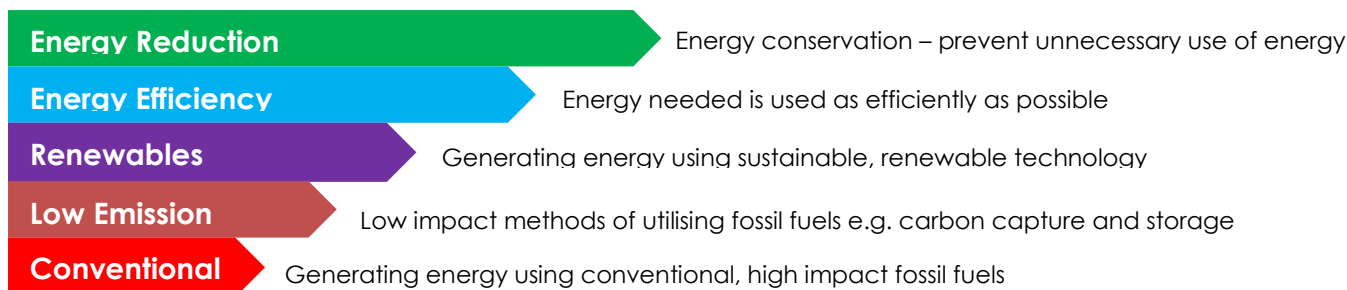 Energy Reduction
Energy conservation – prevent unnecessary use of energy
Energy Efficiency
Energy needed is used as efficiently as possible
Renewables
Generating energy using sustainable, renewable technology
Low Emission
Low impact methods of utilising fossil fuels e.g. carbon capture and storage
Conventional
Generating energy using conventional, high impact fossil fuels